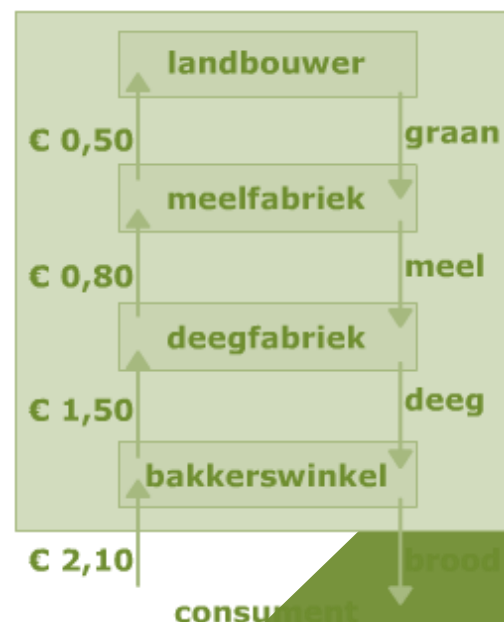 landbouwer
€ 0,50 graan
meelfabriek
€ 0,80 meel
deegfabriek
€ 1,50 deeg
bakkerswinkel
€ 2,10 brood
consument